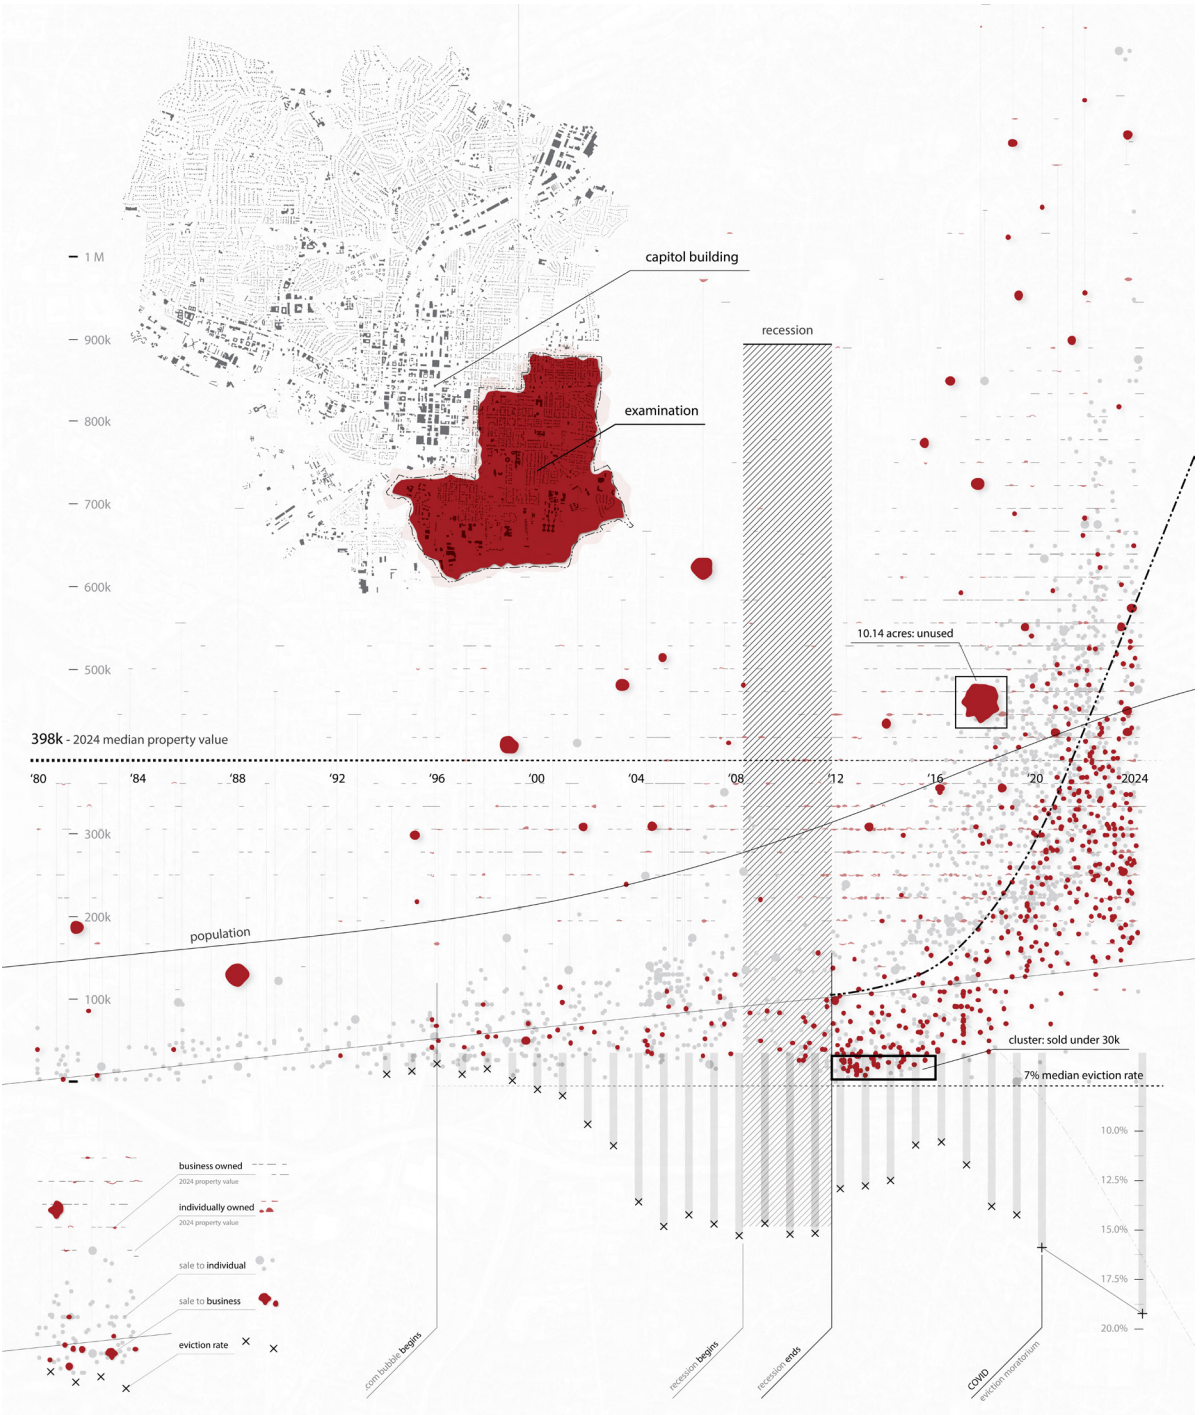 capitol building
1 M
recession
900k
examination
800k
700k
600k
10.14 acres: unused
500k
398k - 2024 median property value
‘80
‘84
‘88
‘92
‘96
‘00
‘04
‘08
‘12
‘16
‘20
2024
300k
200k
population
100k
cluster: sold under 30k
7% median eviction rate
10.0%
12.5%
15.0%
17.5%
20.0%
business owned
2024 property value
individually owned
2024 property value
sale to individual
sale to business
eviction rate
.com bubble begins
recession begins
recession ends
COVID
eviction moratorium